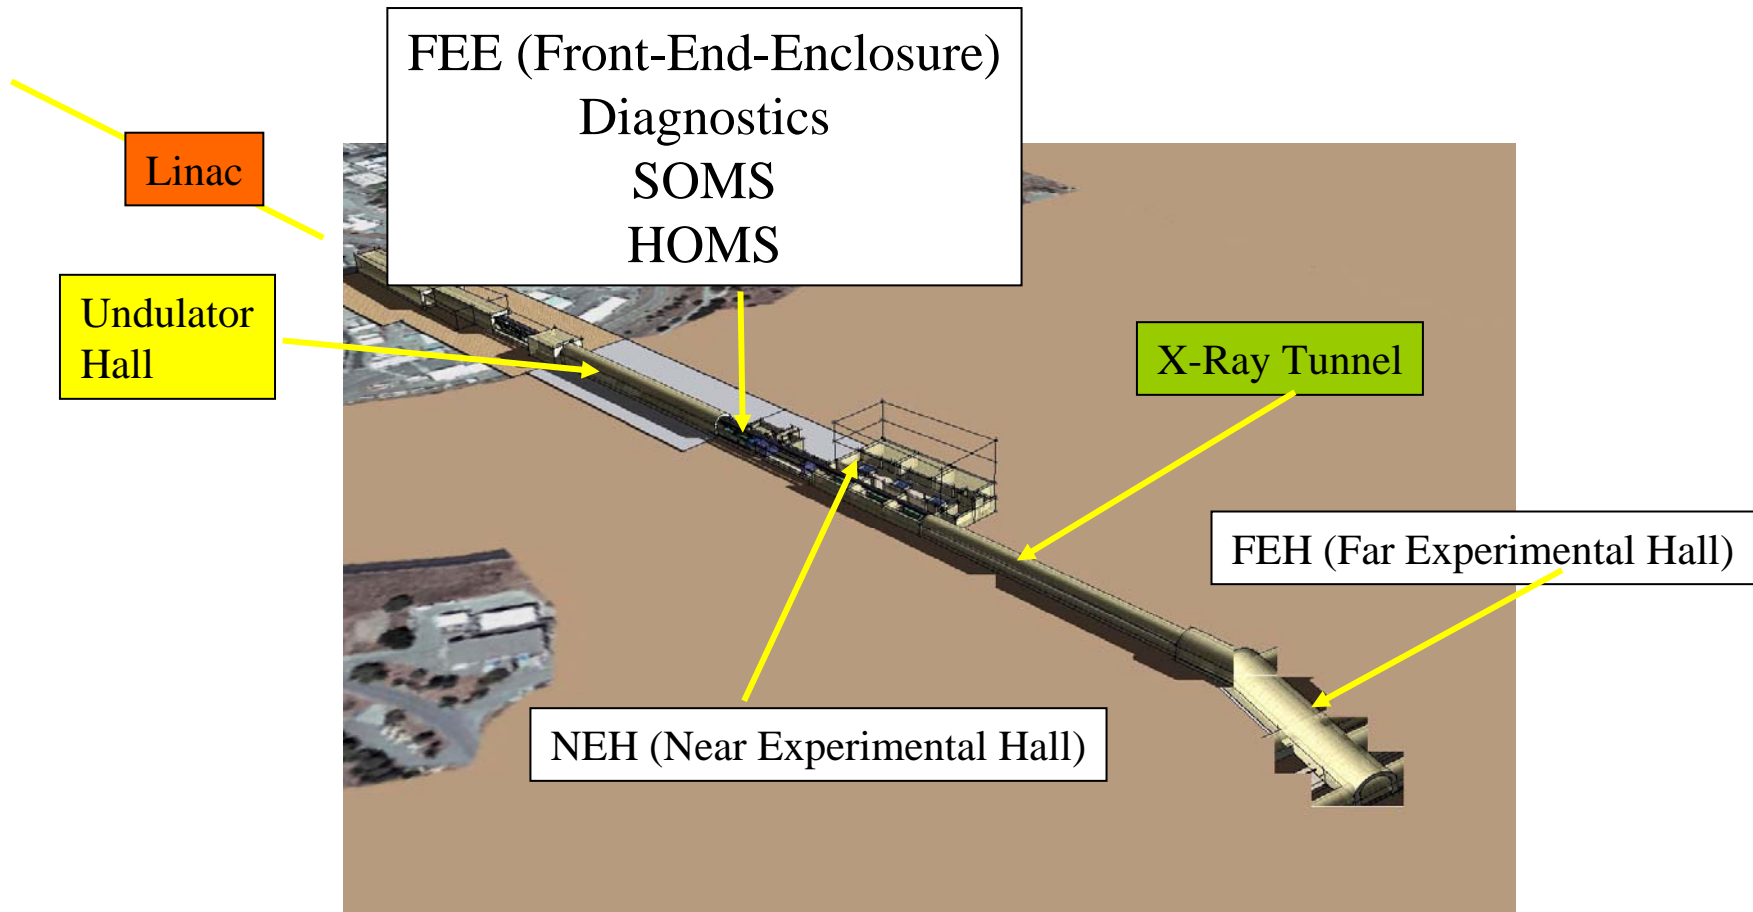 FEE (Front-End-Enclosure)
Diagnostics
SOMS
HOMS
Linac
Undulator
Hall
X-Ray Tunnel
FEH (Far Experimental Hall)
NEH (Near Experimental Hall)